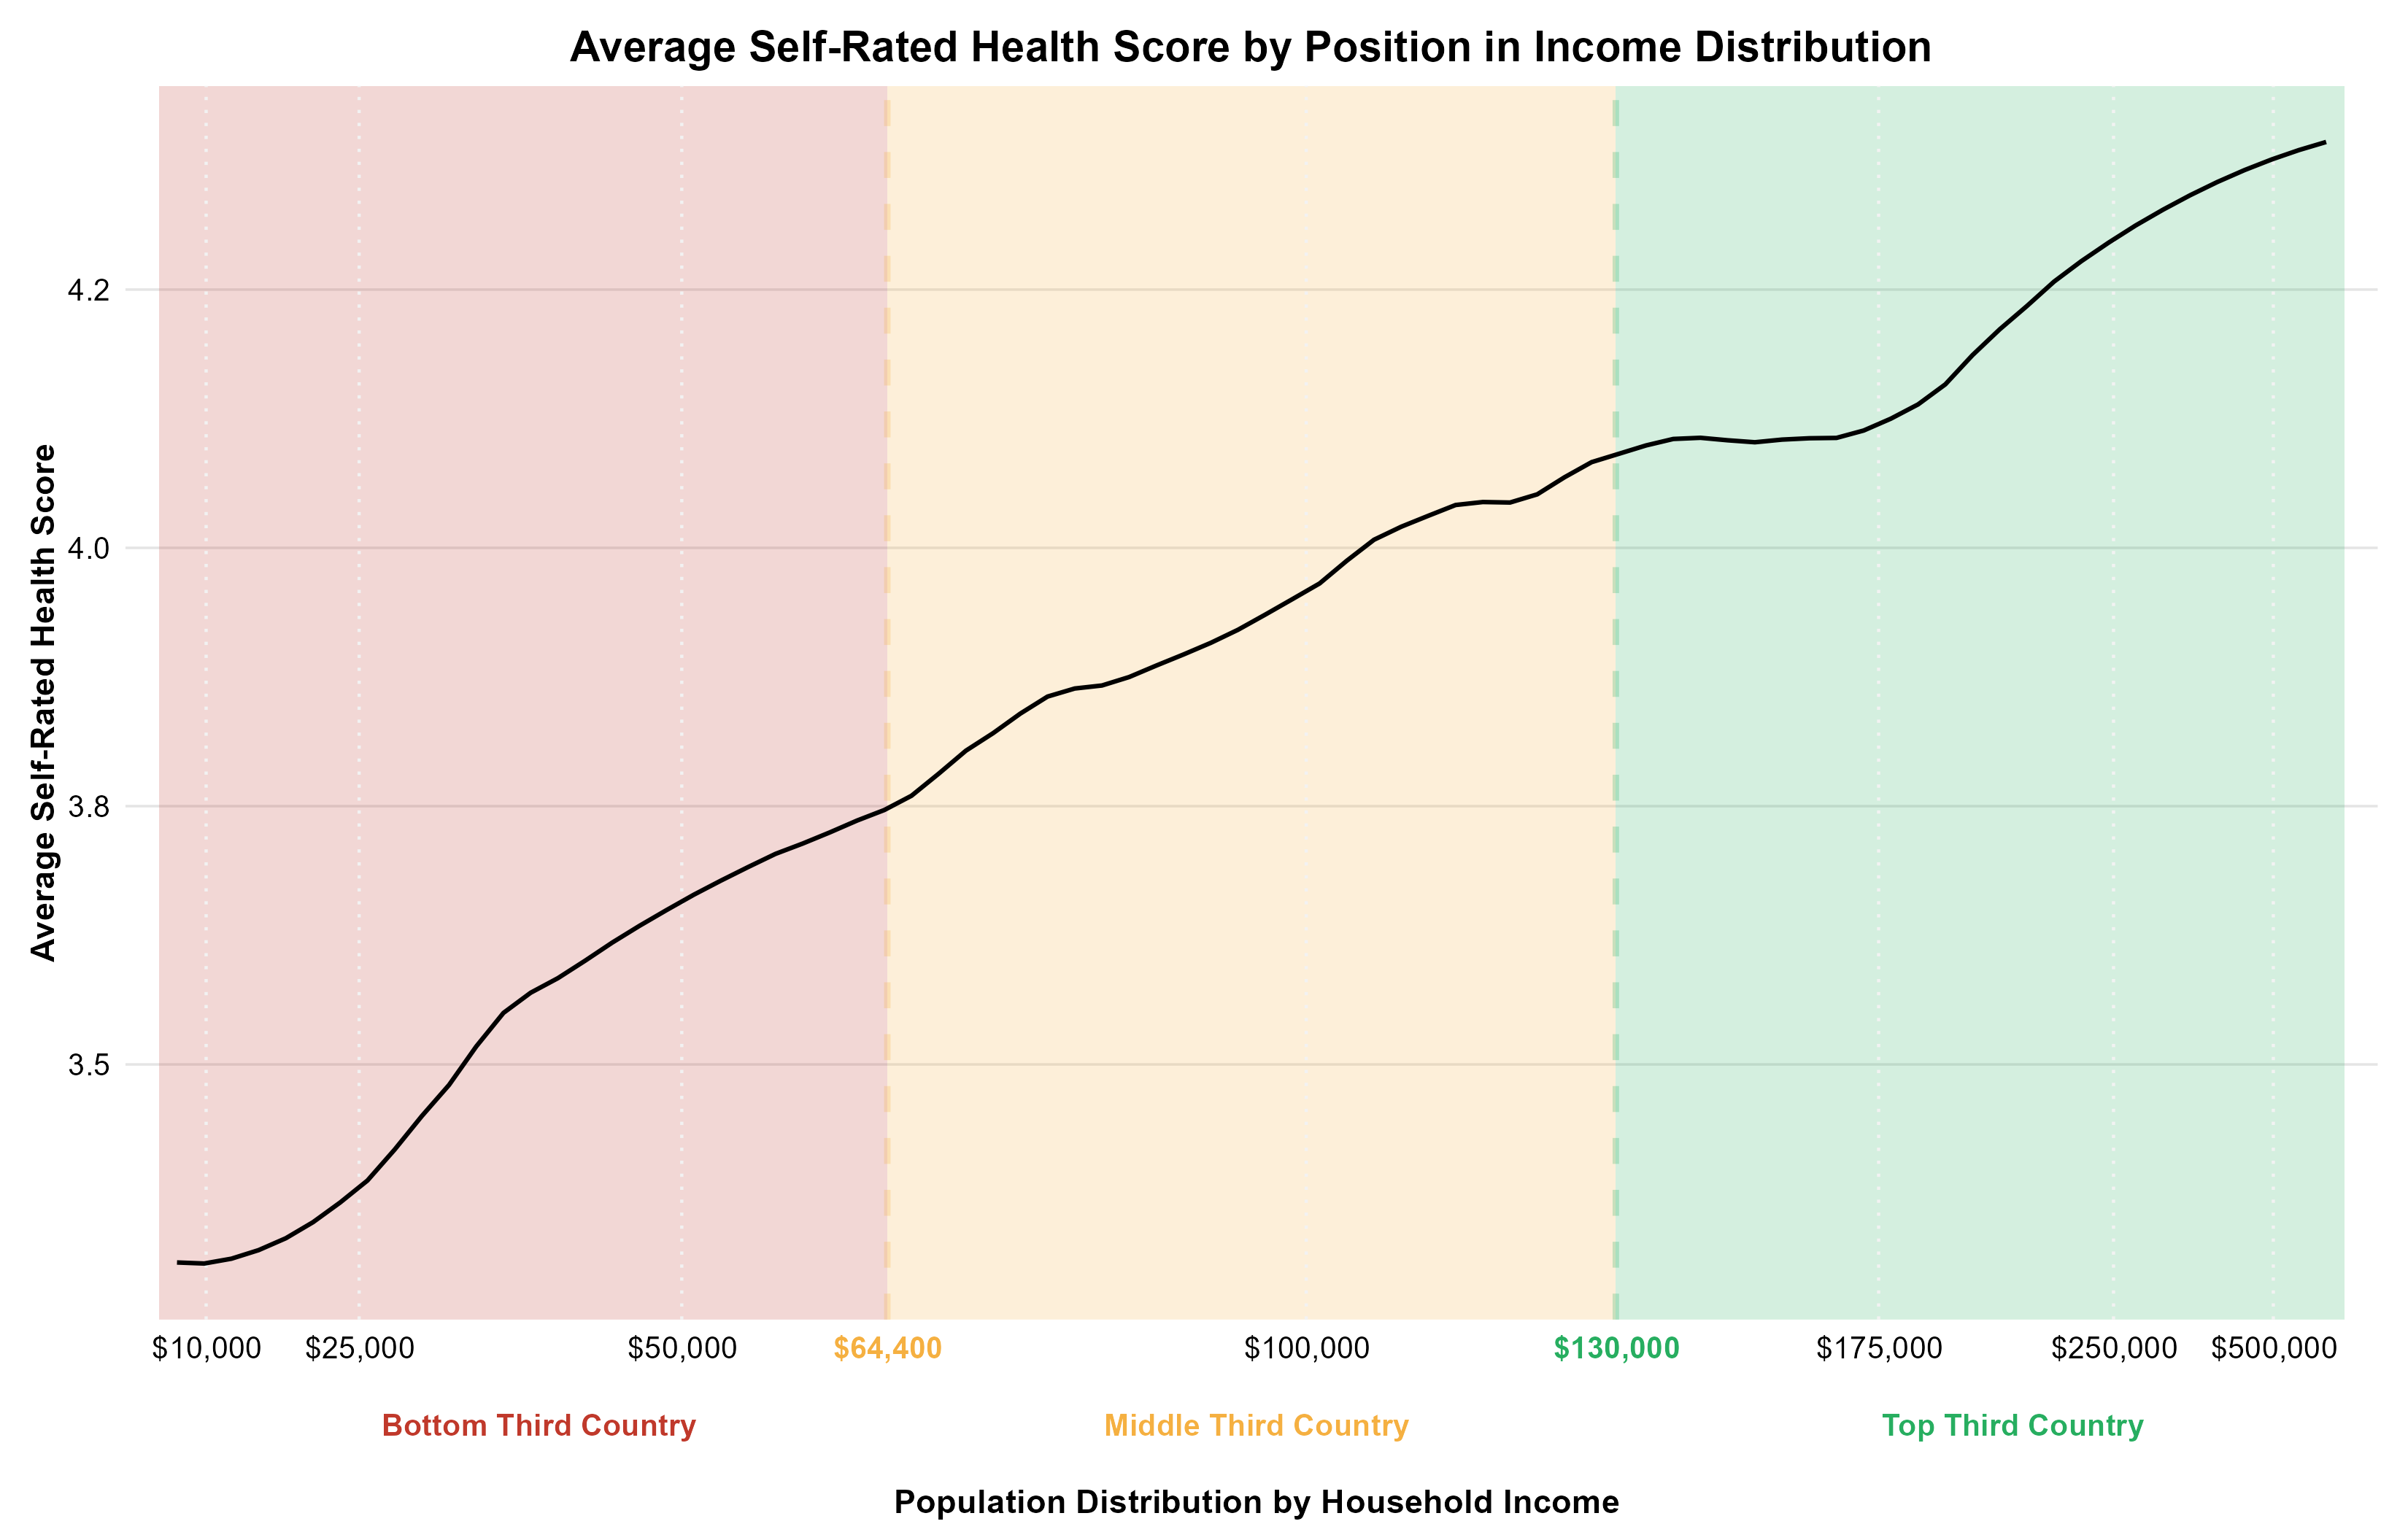 Average Self-Rated Health Score by Position in Income Distribution
Average Self-Rated Health Score
4.2
4.0
3.8
3.5
$10,000 $25,000 $50,000 $64,400 $100,000 $130,000 $175,000 $250,000 $500,000
Bottom Third Country Middle Third Country Top Third Country
Population Distribution by Household Income